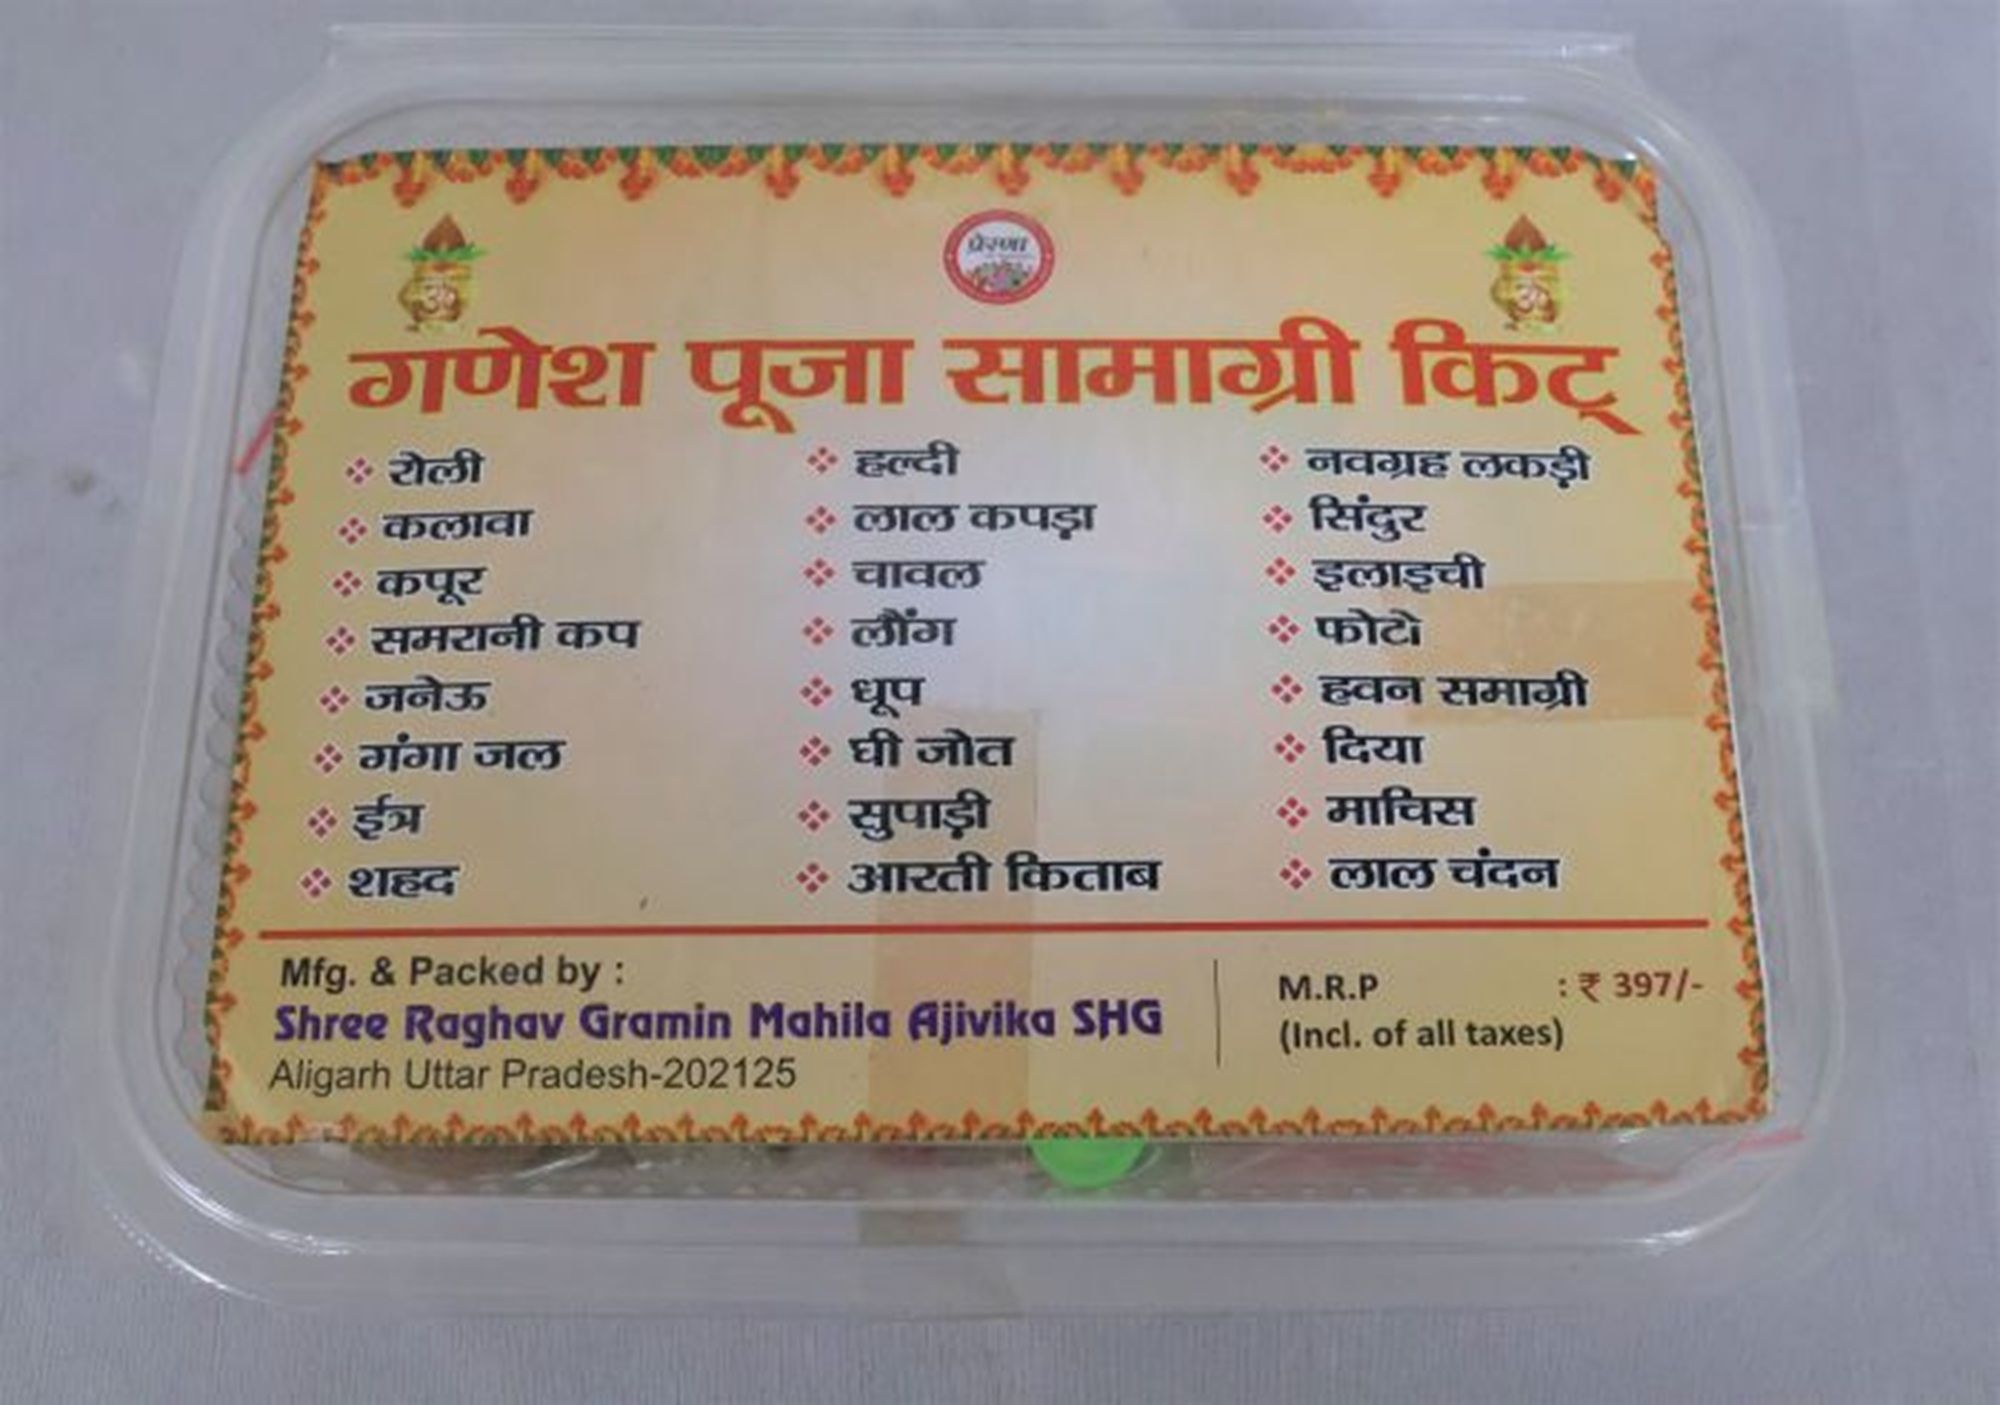 प्रेरणा
ॐ
ॐ
गणेश पूजा सामाग्री किट्
रोली
कलावा
कपूर
समरानी कप
जनेऊ
गंगा जल
ईत्र
शहद
हल्दी
लाल कपड़ा
चावल
लौंग
धूप
घी जोत
सुपाड़ी
आरती किताब
नवग्रह लकड़ी
सिंदुर
इलाइची
फोटो
हवन समाग्री
दिया
माचिस
लाल चंदन
Mfg. & Packed by :
Shree Raghav Gramin Mahila Ajivika SHG
Aligarh Uttar Pradesh-202125
M.R.P : ₹ 397/-
(Incl. of all taxes)